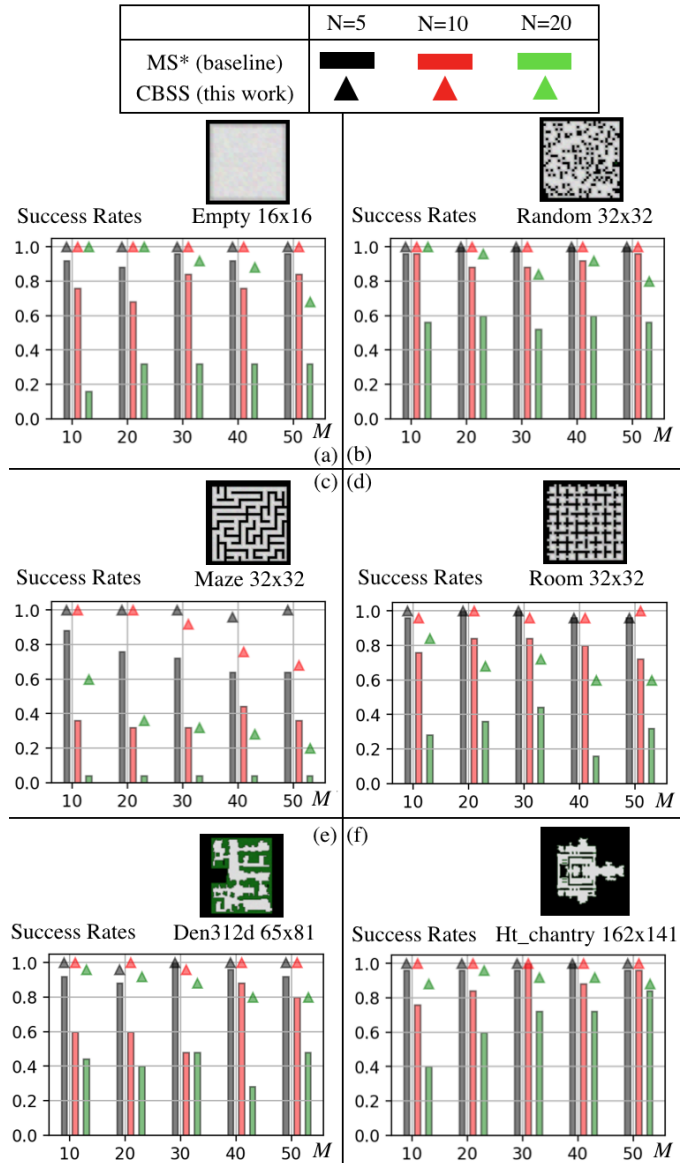 N=5 N=10 N=20
MS* (baseline)
CBSS (this work)
Success Rates Empty 16x16
1.0
0.8
0.6
0.4
0.2
0.0
10 20 30 40 50 M
(a)
Success Rates Random 32x32
1.0
0.8
0.6
0.4
0.2
0.0
10 20 30 40 50 M
(b)
(c)
Success Rates Maze 32x32
1.0
0.8
0.6
0.4
0.2
0.0
10 20 30 40 50 M
(d)
Success Rates Room 32x32
1.0
0.8
0.6
0.4
0.2
0.0
10 20 30 40 50 M
(e)
Success Rates Den312d 65x81
1.0
0.8
0.6
0.4
0.2
0.0
10 20 30 40 50 M
(f)
Success Rates Ht_chantry 162x141
1.0
0.8
0.6
0.4
0.2
0.0
10 20 30 40 50 M